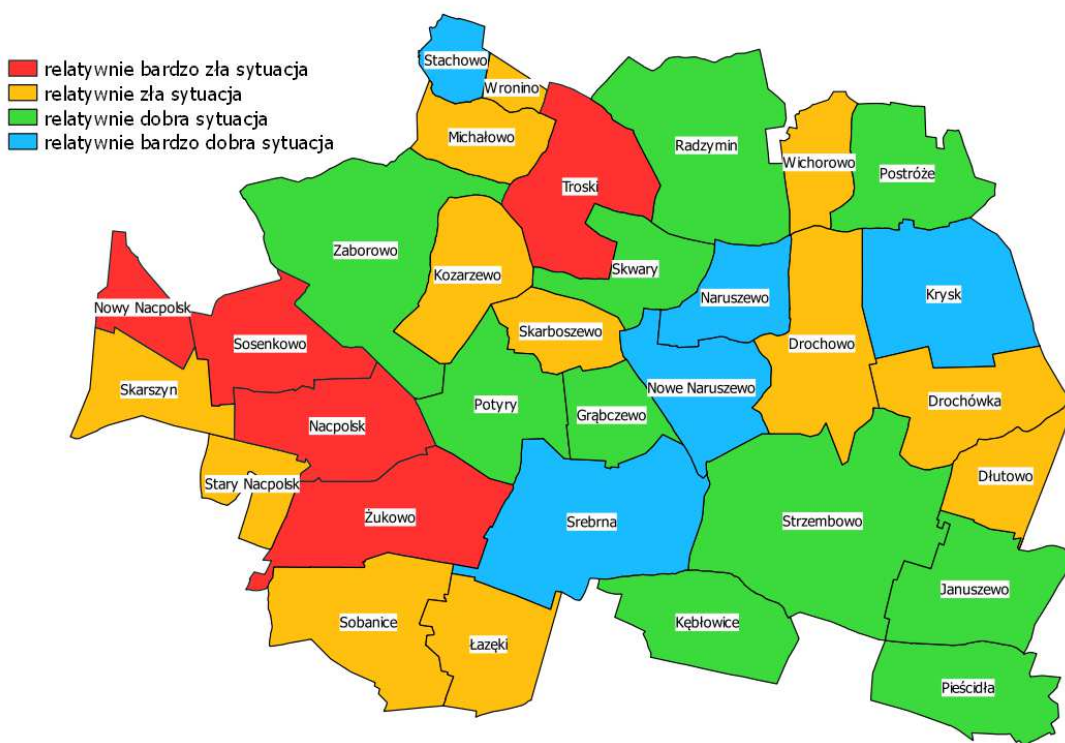 relatywnie bardzo zła sytuacja
relatywnie zła sytuacja
relatywnie dobra sytuacja
relatywnie bardzo dobra sytuacja
Stachowo
Wronino
Michałowo
Radzymin
Wichorowo
Postróże
Troski
Zaborowo
Kozarzewo
Skwary
Naruszewo
Krysk
Nowy Nacpolsk
Sosenkowo
Skarboszewo
Drochowo
Skarszyn
Nowe Naruszewo
Drochówka
Potyry
Grąbczewo
Nacpolsk
Stary Nacpolsk
Dłutowo
Żukowo
Srebrna
Strzembowo
Januszewo
Sobanice
Kębłowice
Łazęki
Pieścidła